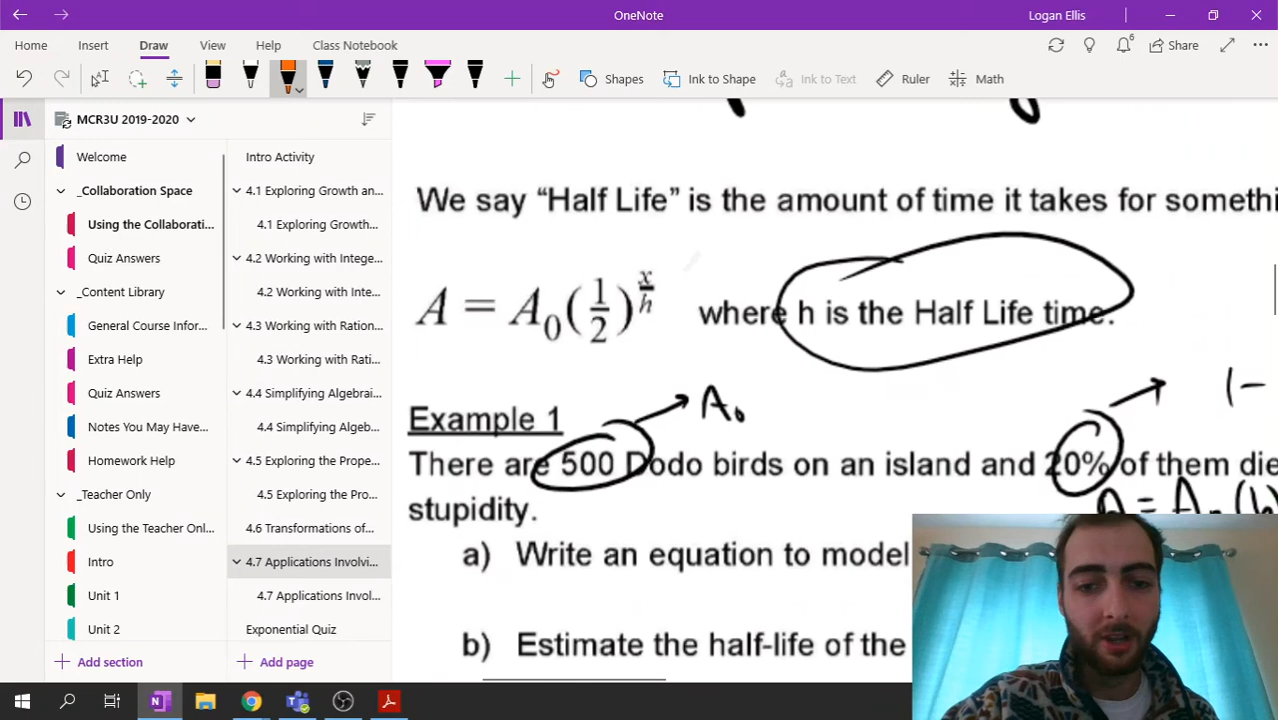 OneNote
Logan Ellis
Home Insert Draw View Help Class Notebook
6 Share
Shapes Ink to Shape Ink to Text Ruler Math
MCR3U 2019-2020
Welcome
_Collaboration Space
Using the Collaborati...
Quiz Answers
_Content Library
General Course Infor...
Extra Help
Quiz Answers
Notes You May Have...
Homework Help
_Teacher Only
Using the Teacher Onl...
Intro
Unit 1
Unit 2
Add section
Intro Activity
4.1 Exploring Growth an...
4.1 Exploring Growth...
4.2 Working with Intege...
4.2 Working with Inte...
4.3 Working with Ration...
4.3 Working with Rati...
4.4 Simplifying Algebrai...
4.4 Simplifying Algeb...
4.5 Exploring the Prope...
4.5 Exploring the Pro...
4.6 Transformations of...
4.7 Applications Involvi...
4.7 Applications Invol...
Exponential Quiz
Add page
We say “Half Life” is the amount of time it takes for somethi
A = A₀(1/2)^(x/h) where h is the Half Life time.
A₀ 1-
Example 1
There are 500 Dodo birds on an island and 20% of them die
stupidity.
A = A₀(b)
a) Write an equation to model
b) Estimate the half-life of the